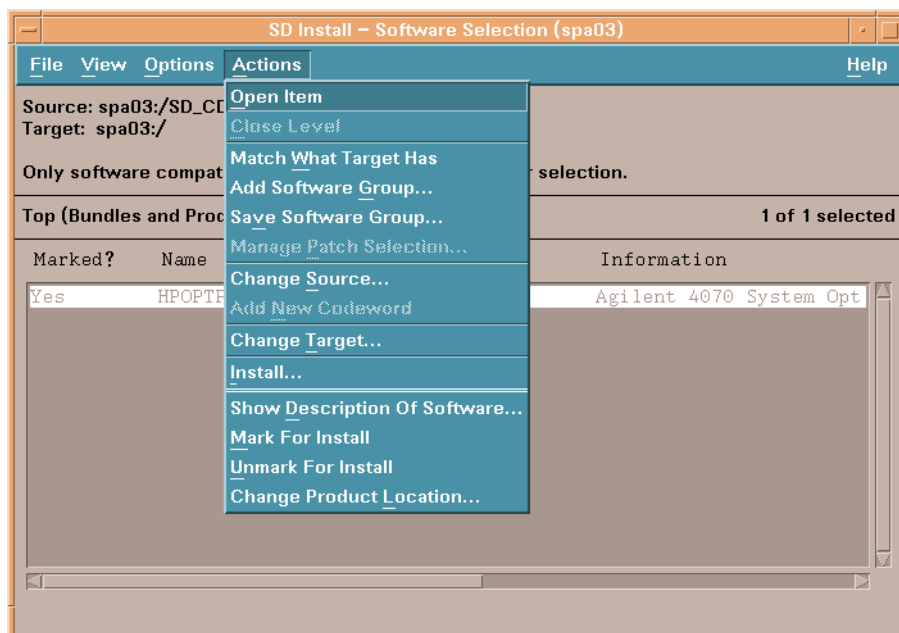 SD Install – Software Selection (spa03)
File View Options Actions Help
Source: spa03:/SD_CD
Target: spa03:/
Only software compat
r selection.
Top (Bundles and Prod
1 of 1 selected
Marked? Name Information
Yes HPOPTF Agilent 4070 System Opt
Open Item
Close Level
Match What Target Has
Add Software Group...
Save Software Group...
Manage Patch Selection...
Change Source...
Add New Codeword
Change Target...
Install...
Show Description Of Software...
Mark For Install
Unmark For Install
Change Product Location...